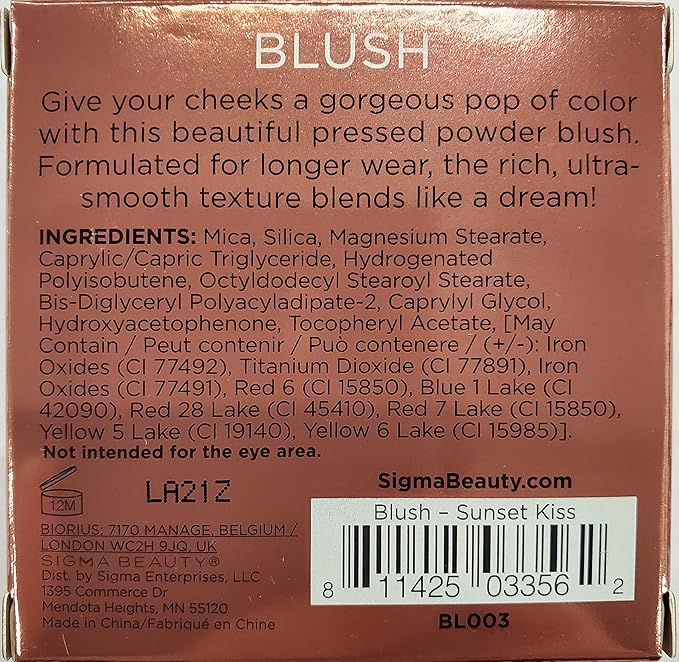 BLUSH
Give your cheeks a gorgeous pop of color
with this beautiful pressed powder blush.
Formulated for longer wear, the rich, ultra-
smooth texture blends like a dream!
INGREDIENTS: Mica, Silica, Magnesium Stearate,
Caprylic/Capric Triglyceride, Hydrogenated
Polyisobutene, Octyldodecyl Stearoyl Stearate,
Bis-Diglyceryl Polyacyladipate-2, Caprylyl Glycol,
Hydroxyacetophenone, Tocopheryl Acetate, [May
Contain / Peut contenir / Può contenere / (+/-): Iron
Oxides (CI 77492), Titanium Dioxide (CI 77891), Iron
Oxides (CI 77491), Red 6 (CI 15850), Blue 1 Lake (CI
42090), Red 28 Lake (CI 45410), Red 7 Lake (CI 15850),
Yellow 5 Lake (CI 19140), Yellow 6 Lake (CI 15985)].
Not intended for the eye area.
12M
LA21Z
BIORIUS: 7170 MANAGE, BELGIUM /
LONDON WC2H 9JQ, UK
SIGMA BEAUTY®
Dist. by Sigma Enterprises, LLC
1395 Commerce Dr
Mendota Heights, MN 55120
Made in China/Fabriqué en Chine
SigmaBeauty.com
Blush – Sunset Kiss
8 11425 03356 2
BL003